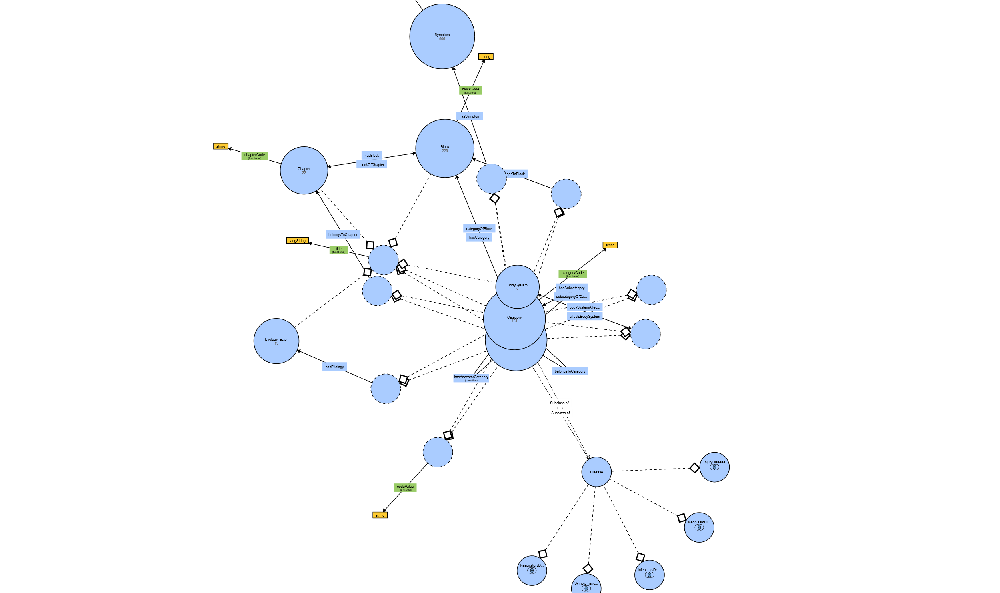 Symptom
906
string
blockCode
(functional)
hasSymptom
string
chapterCode
(functional)
Chapter
22
hasBlock
blockOfChapter
Block
226
ngsToBlock
categoryOfBlock
hasCategory
belongsToChapter
langString
title
(functional)
string
categoryCode
(functional)
BodySystem
9
hasSubcategory
subcategoryOfCa...
bodySystemAffec...
affectsBodySystem
Category
481
EtiologyFactor
13
hasEtiology
hasAncestorCategory
(transitive)
belongsToCategory
Subclass of
Subclass of
codeValue
(functional)
string
Disease
InjuryDisease
NeoplasmDi...
RespiratoryD...
InfectiousDis...
Symptomatic...